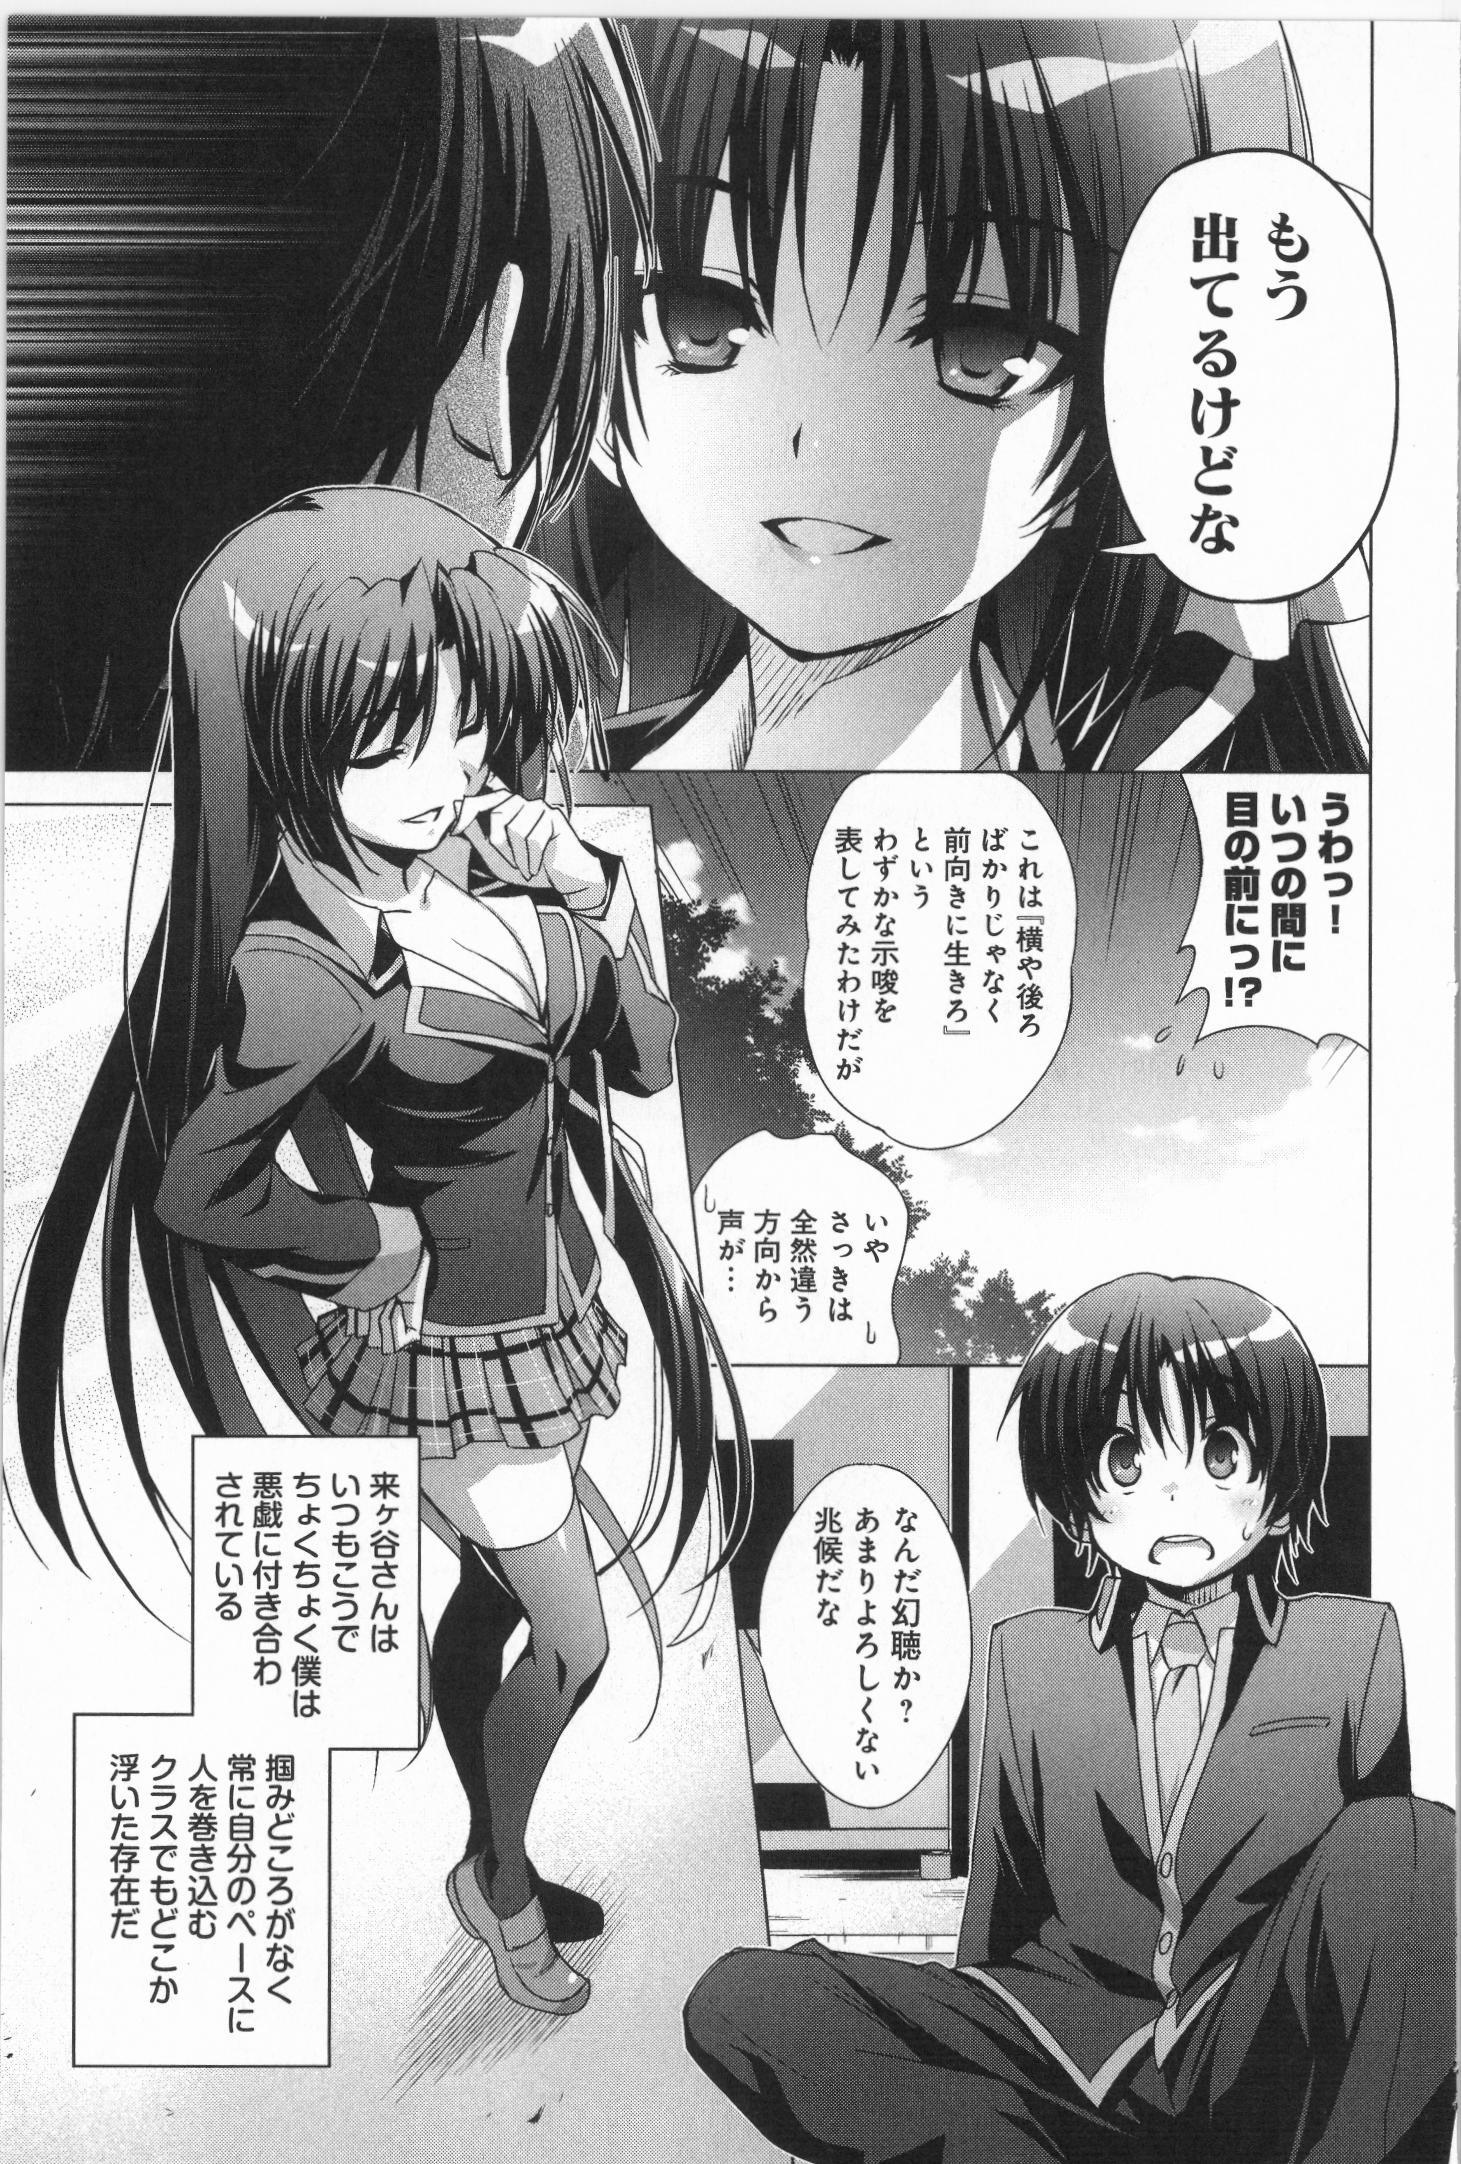 もう
出てるけどな
うわっ！
いつの間に
目の前にっ!?
これは『横や後ろ
ばかりじゃなく
前向きに生きろ』
という
わずかな示唆を
表してみたわけだが
いや
さっきは
全然違う
方向から
声が…
なんだ幻聴か？
あまりよろしくない
兆候だな
来ヶ谷さんは
いつもこうで
ちょくちょく僕は
悪戯に付き合わ
されている
掴みどころがなく
常に自分のペースに
人を巻き込む
クラスでもどこか
浮いた存在だ